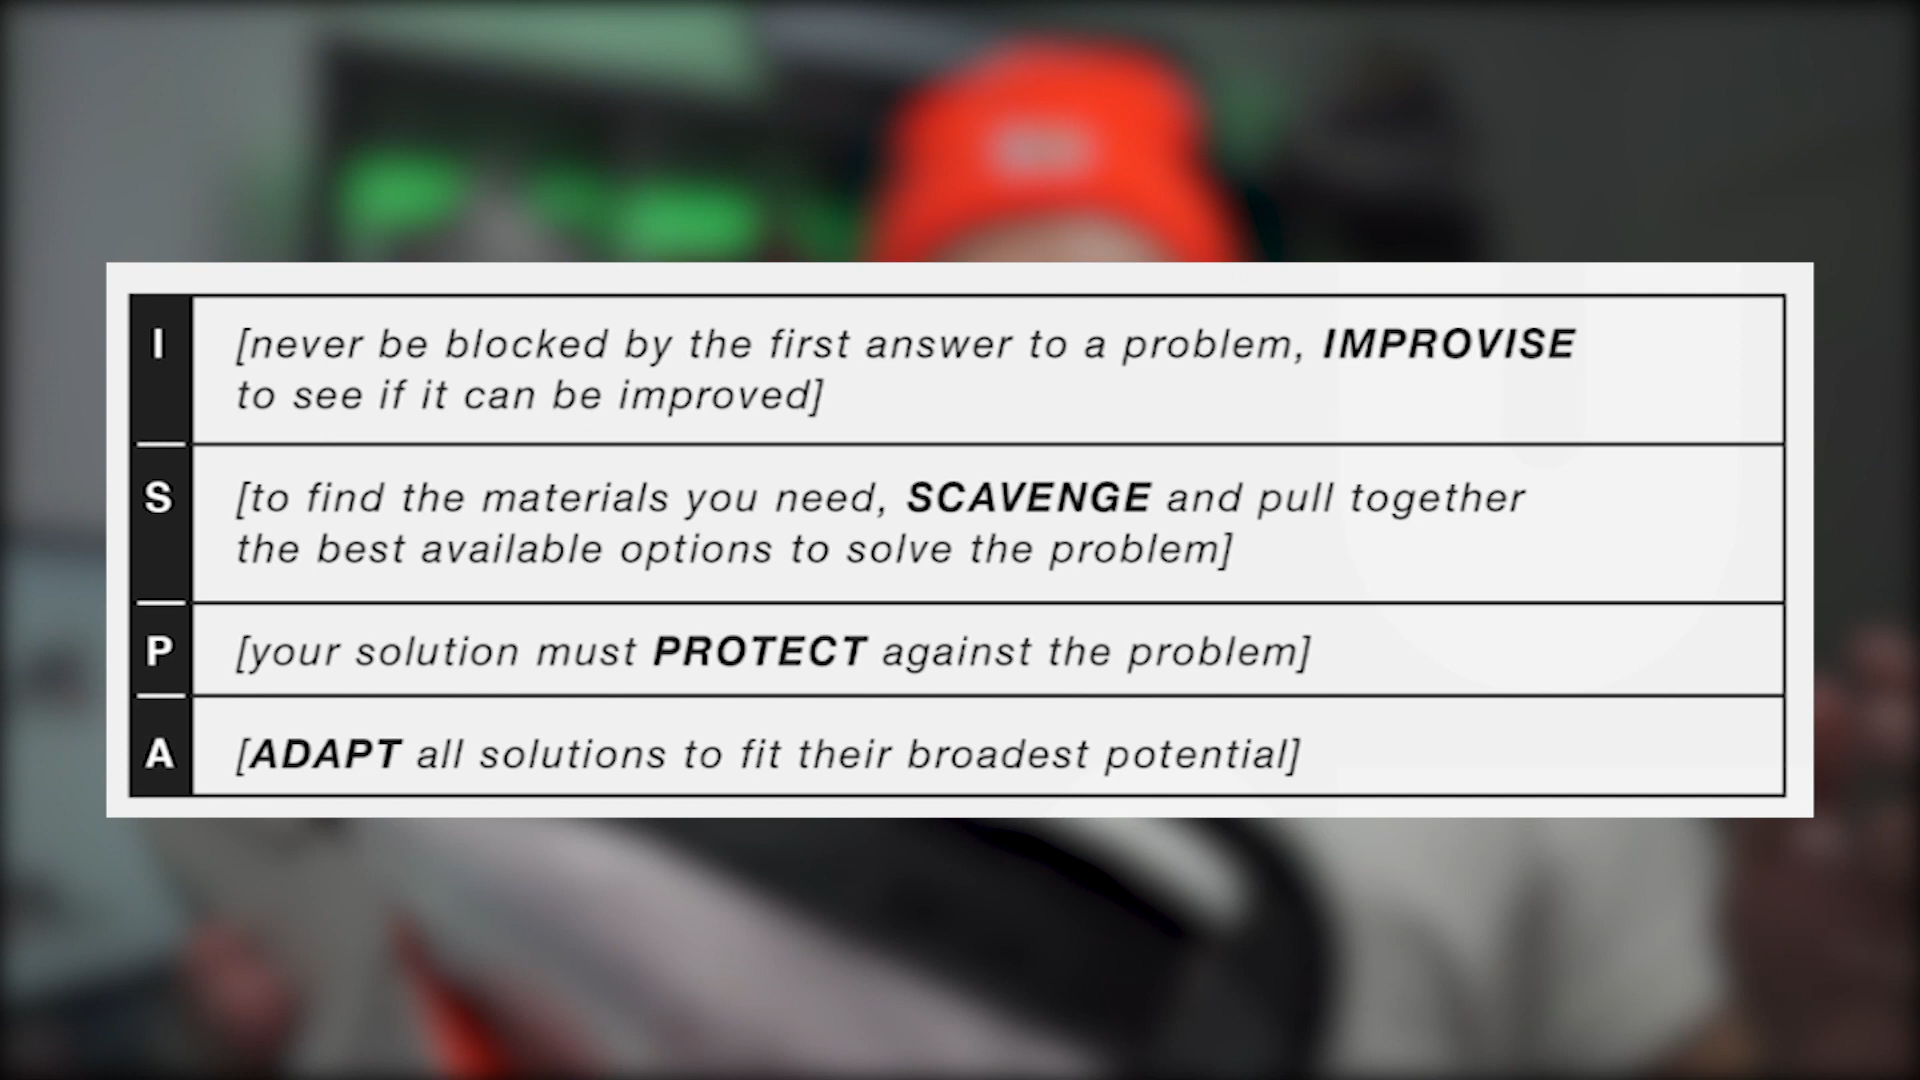 I
[never be blocked by the first answer to a problem, IMPROVISE
to see if it can be improved]
S
[to find the materials you need, SCAVENGE and pull together
the best available options to solve the problem]
P
[your solution must PROTECT against the problem]
A
[ADAPT all solutions to fit their broadest potential]